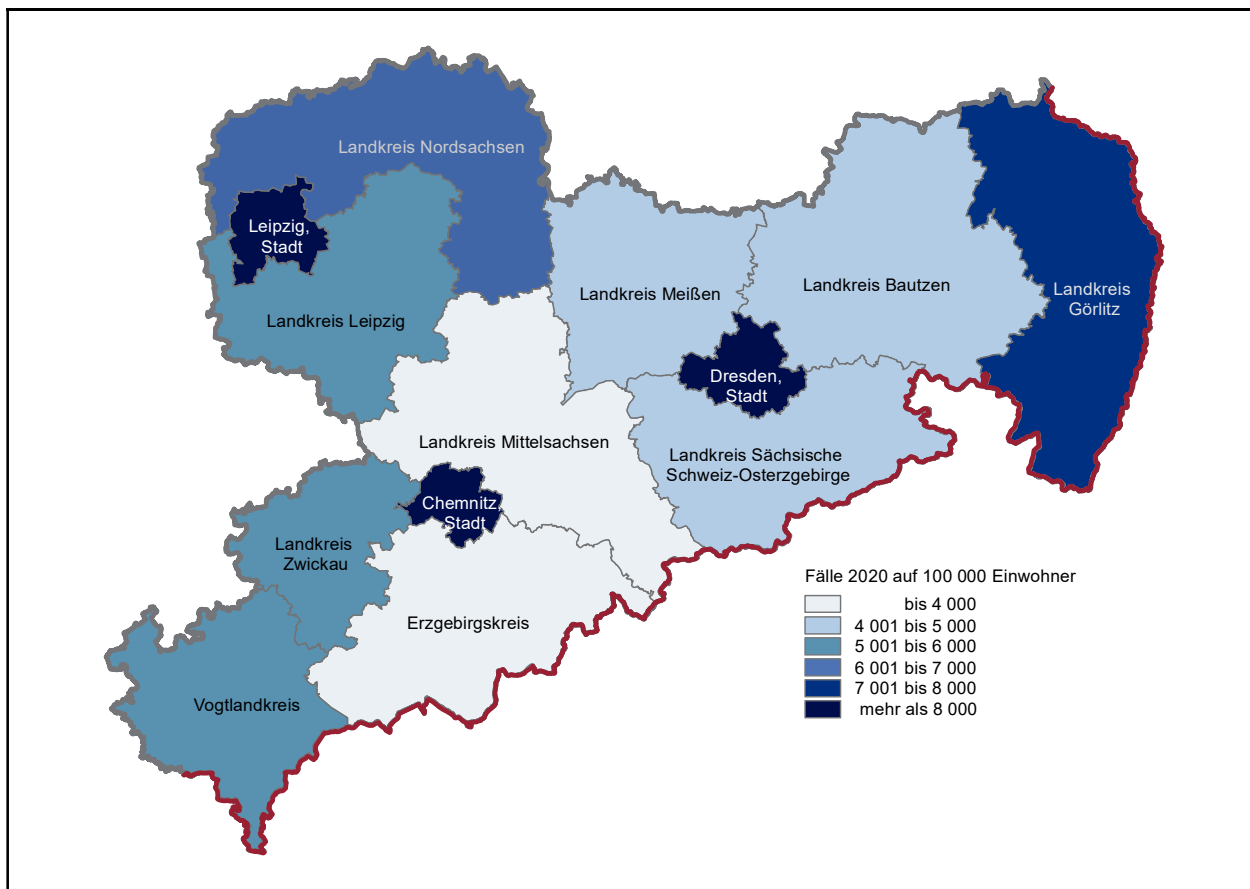 Landkreis Nordsachsen
Leipzig,
Stadt
Landkreis Leipzig
Landkreis Meißen
Landkreis Bautzen
Landkreis
Görlitz
Dresden,
Stadt
Landkreis Mittelsachsen
Landkreis Sächsische
Schweiz-Osterzgebirge
Chemnitz,
Stadt
Landkreis
Zwickau
Erzgebirgskreis
Vogtlandkreis
Fälle 2020 auf 100 000 Einwohner
bis 4 000
4 001 bis 5 000
5 001 bis 6 000
6 001 bis 7 000
7 001 bis 8 000
mehr als 8 000